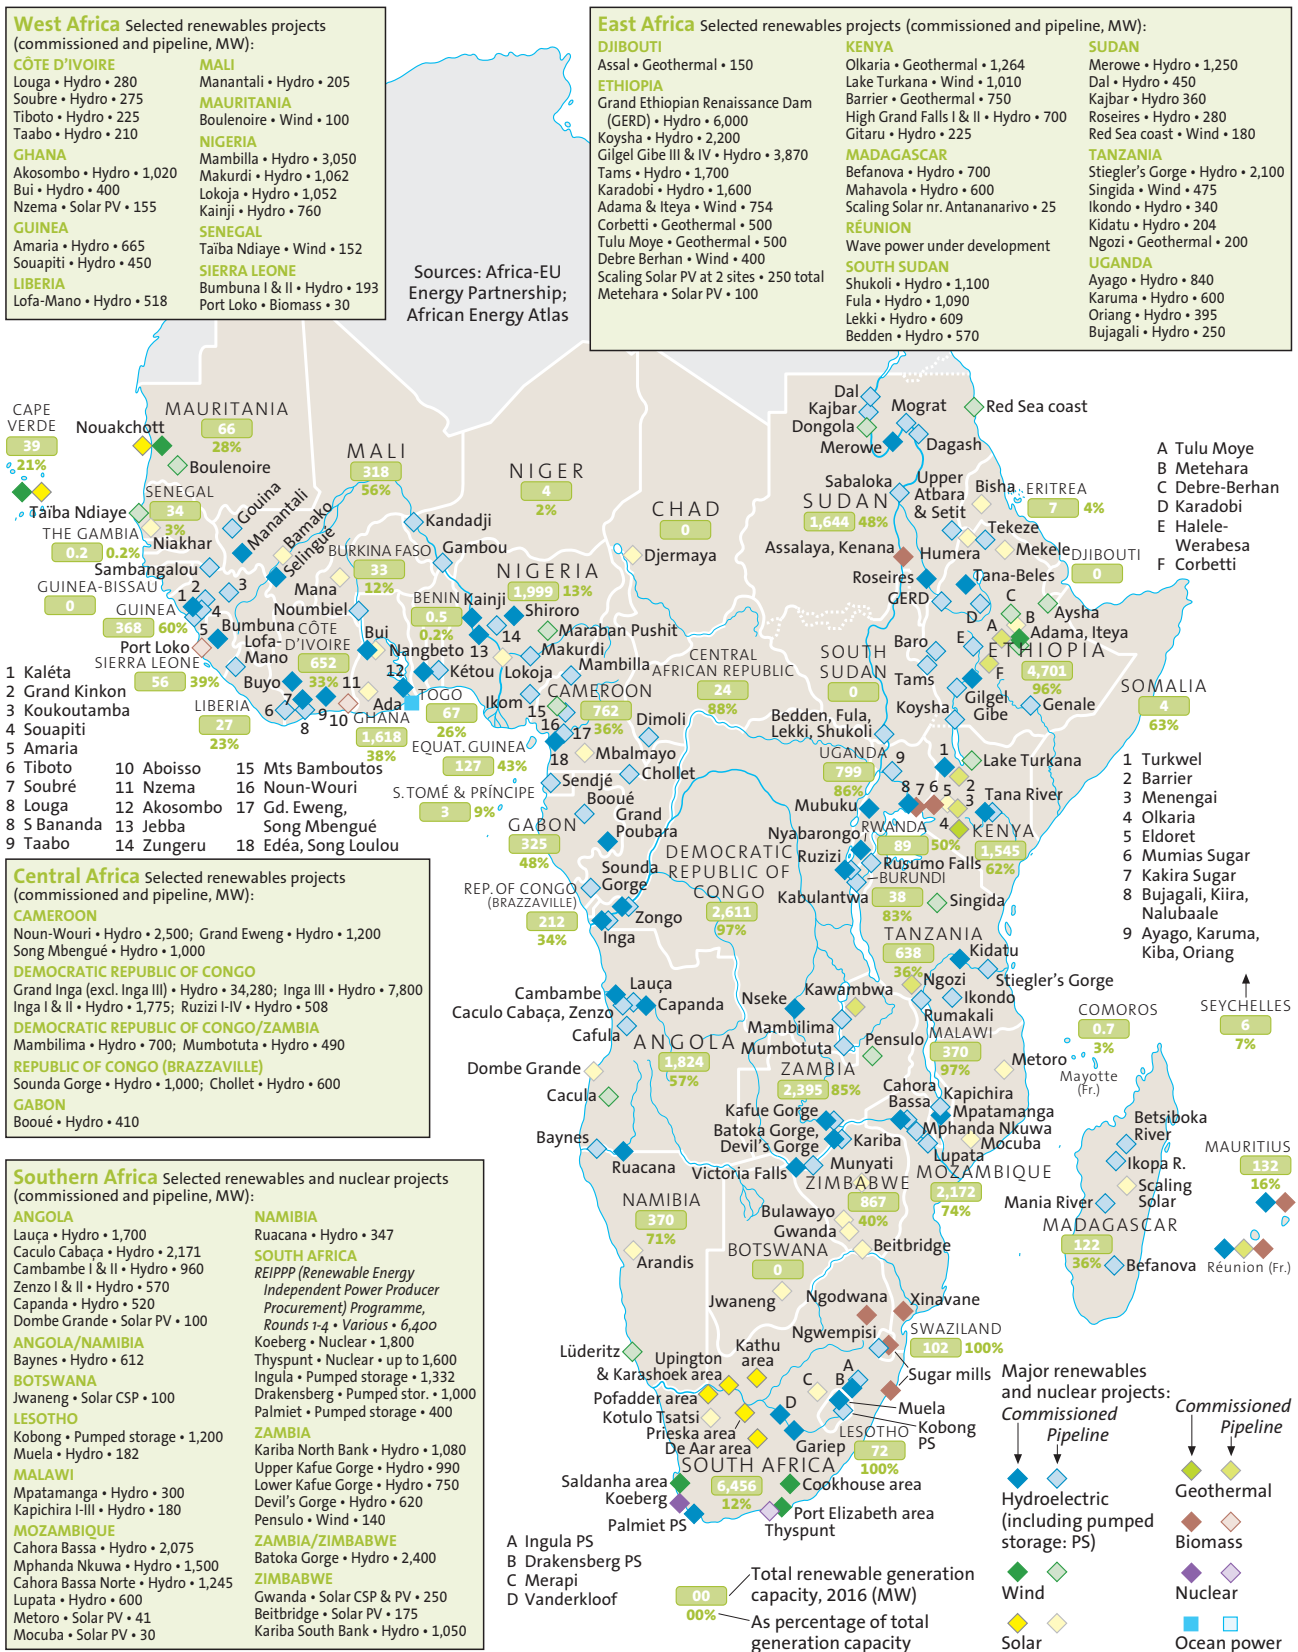 West Africa Selected renewables projects
(commissioned and pipeline, MW):
CÔTE D'IVOIRE
Louga • Hydro • 280
Soubre • Hydro • 275
Tiboto • Hydro • 225
Taabo • Hydro • 210
GHANA
Akosombo • Hydro • 1,020
Bui • Hydro • 400
Nzema • Solar PV • 155
GUINEA
Amaria • Hydro • 665
Souapiti • Hydro • 450
LIBERIA
Lofa-Mano • Hydro • 518
MALI
Manantali • Hydro • 205
MAURITANIA
Boulenoire • Wind • 100
NIGERIA
Mambilla • Hydro • 3,050
Makurdi • Hydro • 1,062
Lokoja • Hydro • 1,052
Kainji • Hydro • 760
SENEGAL
Taïba Ndiaye • Wind • 152
SIERRA LEONE
Bumbuna I & II • Hydro • 193
Port Loko • Biomass • 30
Sources: Africa-EU
Energy Partnership;
African Energy Atlas
East Africa Selected renewables projects (commissioned and pipeline, MW):
DJIBOUTI
Assal • Geothermal • 150
ETHIOPIA
Grand Ethiopian Renaissance Dam
(GERD) • Hydro • 6,000
Koysha • Hydro • 2,200
Gilgel Gibe III & IV • Hydro • 3,870
Tams • Hydro • 1,700
Karadobi • Hydro • 1,600
Adama & Iteya • Wind • 754
Corbetti • Geothermal • 500
Tulu Moye • Geothermal • 500
Debre Berhan • Wind • 400
Scaling Solar PV at 2 sites • 250 total
Metehara • Solar PV • 100
KENYA
Olkaria • Geothermal • 1,264
Lake Turkana • Wind • 1,010
Barrier • Geothermal • 750
High Grand Falls I & II • Hydro • 700
Gitaru • Hydro • 225
MADAGASCAR
Befanova • Hydro • 700
Mahavola • Hydro • 600
Scaling Solar nr. Antananarivo • 25
RÉUNION
Wave power under development
SOUTH SUDAN
Shukoli • Hydro • 1,100
Fula • Hydro • 1,090
Lekki • Hydro • 609
Bedden • Hydro • 570
SUDAN
Merowe • Hydro • 1,250
Dal • Hydro • 450
Kajbar • Hydro 360
Roseires • Hydro • 280
Red Sea coast • Wind • 180
TANZANIA
Stiegler's Gorge • Hydro • 2,100
Singida • Wind • 475
Ikondo • Hydro • 340
Kidatu • Hydro • 204
Ngozi • Geothermal • 200
UGANDA
Ayago • Hydro • 840
Karuma • Hydro • 600
Oriang • Hydro • 395
Bujagali • Hydro • 250
CAPE
VERDE
39
21%
Nouakchott
MAURITANIA
66
28%
Boulenoire
MALI
318
56%
NIGER
4
2%
CHAD
0
Djermaya
Dal
Kajbar
Dongola
Merowe
Mograt
Dagash
Red Sea coast
Sabaloka
SUDAN
1,644 48%
Upper
Atbara
& Setit
Bisha
ERITREA
7 4%
Tekeze
Mekele
Humera
DJIBOUTI
0
Assalaya, Kenana
Roseires
GERD
Tana-Beles
Aysha
A
B
C
D
E
F
Adama, Iteya
ETHIOPIA
4,701
96%
Baro
Tams
Koysha
Gilgel
Gibe
Genale
SOMALIA
4
63%
A Tulu Moye
B Metehara
C Debre-Berhan
D Karadobi
E Halele-
Werabesa
F Corbetti
SENEGAL
34
3%
Taïba Ndiaye
Niakhar
THE GAMBIA
0.2 0.2%
Sambangalou
GUINEA-BISSAU
0
GUINEA
368 60%
Gouina
Manantali
Bamako
Selingue
BURKINA FASO
33
12%
Mana
Noumbiel
Kandadji
Gambou
1
2
3
4
5
Bumbuna
Port Loko
SIERRA LEONE
56 39%
Lofa-
Mano
LIBERIA
27
23%
CÔTE
D'IVOIRE
652
33%
Buyo
Bui
6
7
8
9
10
11
12
Ada
GHANA
1,618
38%
TOGO
67
26%
BENIN
0.5
0.2%
Kainji
Nangbeto
Kétou
NIGERIA
1,999 13%
Shiroro
13
14
Maraban Pushit
Makurdi
Lokoja
Mambilla
Ikom
15
16
17
18
CAMEROON
762
36%
Mbalmayo
Dimoli
CENTRAL
AFRICAN REPUBLIC
24
88%
SOUTH
SUDAN
0
Bedden, Fula,
Lekki, Shukoli
EQUAT. GUINEA
127 43%
S.TOMÉ & PRÍNCIPE
3 9%
Sendjé
Chollet
Booué
Grand
Poubara
GABON
325
48%
Sounda
Gorge
REP. OF CONGO
(BRAZZAVILLE)
212
34%
Zongo
Inga
DEMOCRATIC
REPUBLIC OF
CONGO
2,611
97%
UGANDA
799
86%
Mubuku
Nyabarongo
Ruzizi
Kabulantwa
RWANDA
89
50%
Rusumo Falls
BURUNDI
38
83%
1
2
3
4
5
6
7
8
9
Lake Turkana
Tana River
KENYA
1,545
62%
Singida
TANZANIA
638
36%
Kidatu
Stiegler's Gorge
Ngozi
Ikondo
Rumakali
1 Kaléta
2 Grand Kinkon
3 Koukoutamba
4 Souapiti
5 Amaria
6 Tiboto
7 Soubré
8 Louga
8 S Bananda
9 Taabo
10 Aboisso
11 Nzema
12 Akosombo
13 Jebba
14 Zungeru
15 Mts Bamboutos
16 Noun-Wouri
17 Gd. Eweng,
Song Mbengué
18 Edéa, Song Loulou
1 Turkwel
2 Barrier
3 Menengai
4 Olkaria
5 Eldoret
6 Mumias Sugar
7 Kakira Sugar
8 Bujagali, Kiira,
Nalubaale
9 Ayago, Karuma,
Kiba, Oriang
Central Africa Selected renewables projects
(commissioned and pipeline, MW):
CAMEROON
Noun-Wouri • Hydro • 2,500; Grand Eweng • Hydro • 1,200
Song Mbengué • Hydro • 1,000
DEMOCRATIC REPUBLIC OF CONGO
Grand Inga (excl. Inga III) • Hydro • 34,280; Inga III • Hydro • 7,800
Inga I & II • Hydro • 1,775; Ruzizi I-IV • Hydro • 508
DEMOCRATIC REPUBLIC OF CONGO/ZAMBIA
Mambilima • Hydro • 700; Mumbotuta • Hydro • 490
REPUBLIC OF CONGO (BRAZZAVILLE)
Sounda Gorge • Hydro • 1,000; Chollet • Hydro • 600
GABON
Booué • Hydro • 410
Cambambe
Lauça
Capanda
Caculo Cabaça, Zenzo
Cafula
ANGOLA
1,824
57%
Dombe Grande
Cacula
Baynes
Ruacana
Nseke
Kawambwa
Mambilima
Mumbotuta
Pensulo
ZAMBIA
2,395 85%
MALAWI
370
97%
Metoro
Cahora
Bassa
Kapichira
Mpatamanga
Mphanda Nkuwa
Mocuba
Lupata
Kafue Gorge
Batoka Gorge,
Devil's Gorge
Kariba
Victoria Falls
Munyati
ZIMBABWE
867
40%
MOZAMBIQUE
2,172
74%
Bulawayo
Gwanda
Beitbridge
COMOROS
0.7
3%
Mayotte
(Fr.)
SEYCHELLES
6
7%
Betsiboka
River
Ikopa R.
Scaling
Solar
Mania River
MADAGASCAR
122
36%
Befanova
MAURITIUS
132
16%
Réunion (Fr.)
NAMIBIA
370
71%
Arandis
BOTSWANA
0
Jwaneng
Ngodwana
Xinavane
Ngwempisi
SWAZILAND
102 100%
Sugar mills
Lüderitz
Upington
& Karashoek area
Kathu
area
Pofadder area
Kotulo Tsatsi
Prieska area
De Aar area
A
B
C
D
Muela
Kobong
PS
Gariep
LESOTHO
72
100%
SOUTH AFRICA
6,456
12%
Saldanha area
Koeberg
Palmiet PS
Cookhouse area
Port Elizabeth area
Thyspunt
A Ingula PS
B Drakensberg PS
C Merapi
D Vanderkloof
Southern Africa Selected renewables and nuclear projects
(commissioned and pipeline, MW):
ANGOLA
Lauça • Hydro • 1,700
Caculo Cabaça • Hydro • 2,171
Cambambe I & II • Hydro • 960
Zenzo I & II • Hydro • 570
Capanda • Hydro • 520
Dombe Grande • Solar PV • 100
ANGOLA/NAMIBIA
Baynes • Hydro • 612
BOTSWANA
Jwaneng • Solar CSP • 100
LESOTHO
Kobong • Pumped storage • 1,200
Muela • Hydro • 182
MALAWI
Mpatamanga • Hydro • 300
Kapichira I-III • Hydro • 180
MOZAMBIQUE
Cahora Bassa • Hydro • 2,075
Mphanda Nkuwa • Hydro • 1,500
Cahora Bassa Norte • Hydro • 1,245
Lupata • Hydro • 600
Metoro • Solar PV • 41
Mocuba • Solar PV • 30
NAMIBIA
Ruacana • Hydro • 347
SOUTH AFRICA
REIPPP (Renewable Energy
Independent Power Producer
Procurement) Programme,
Rounds 1-4 • Various • 6,400
Koeberg • Nuclear • 1,800
Thyspunt • Nuclear • up to 1,600
Ingula • Pumped storage • 1,332
Drakensberg • Pumped stor. • 1,000
Palmiet • Pumped storage • 400
ZAMBIA
Kariba North Bank • Hydro • 1,080
Upper Kafue Gorge • Hydro • 990
Lower Kafue Gorge • Hydro • 750
Devil's Gorge • Hydro • 620
Pensulo • Wind • 140
ZAMBIA/ZIMBABWE
Batoka Gorge • Hydro • 2,400
ZIMBABWE
Gwanda • Solar CSP & PV • 250
Beitbridge • Solar PV • 175
Kariba South Bank • Hydro • 1,050
00
00%
Total renewable generation
capacity, 2016 (MW)
As percentage of total
generation capacity
Major renewables
and nuclear projects:
Commissioned
Pipeline
Hydroelectric
(including pumped
storage: PS)
Wind
Solar
Commissioned
Pipeline
Geothermal
Biomass
Nuclear
Ocean power